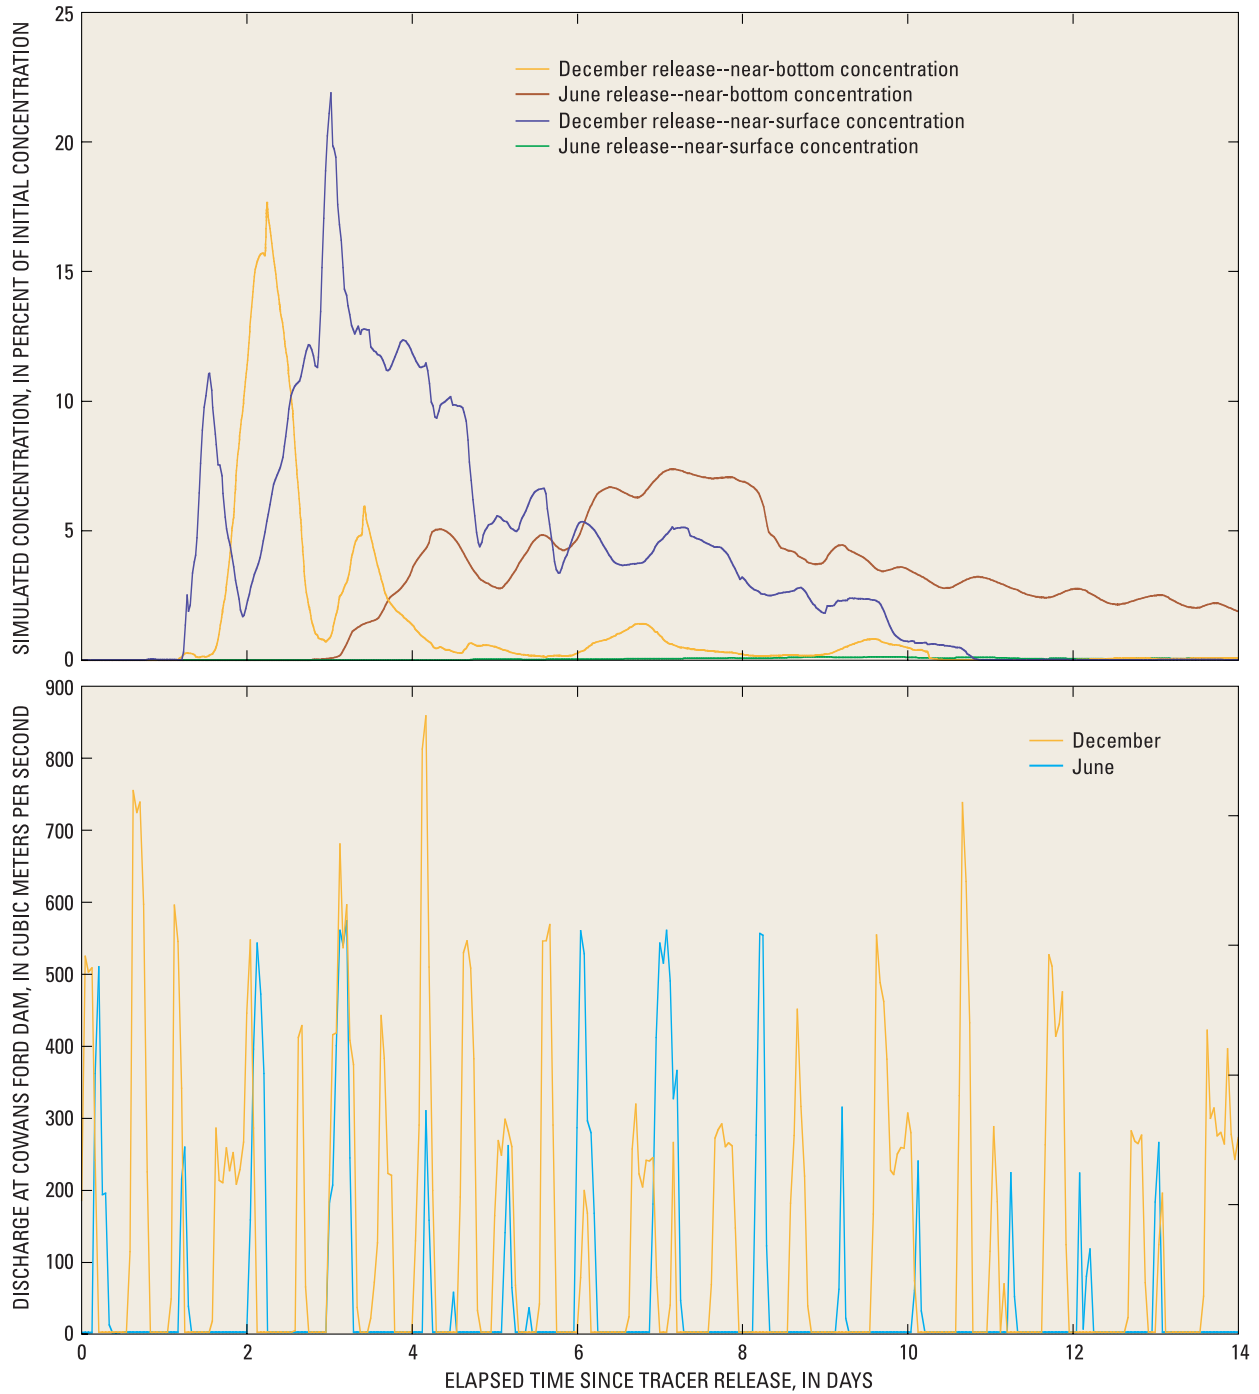 SIMULATED CONCENTRATION, IN PERCENT OF INITIAL CONCENTRATION
25
20
15
10
5
0
December release--near-bottom concentration
June release--near-bottom concentration
December release--near-surface concentration
June release--near-surface concentration
DISCHARGE AT COWANS FORD DAM, IN CUBIC METERS PER SECOND
900
800
700
600
500
400
300
200
100
0
December
June
0 2 4 6 8 10 12 14
ELAPSED TIME SINCE TRACER RELEASE, IN DAYS